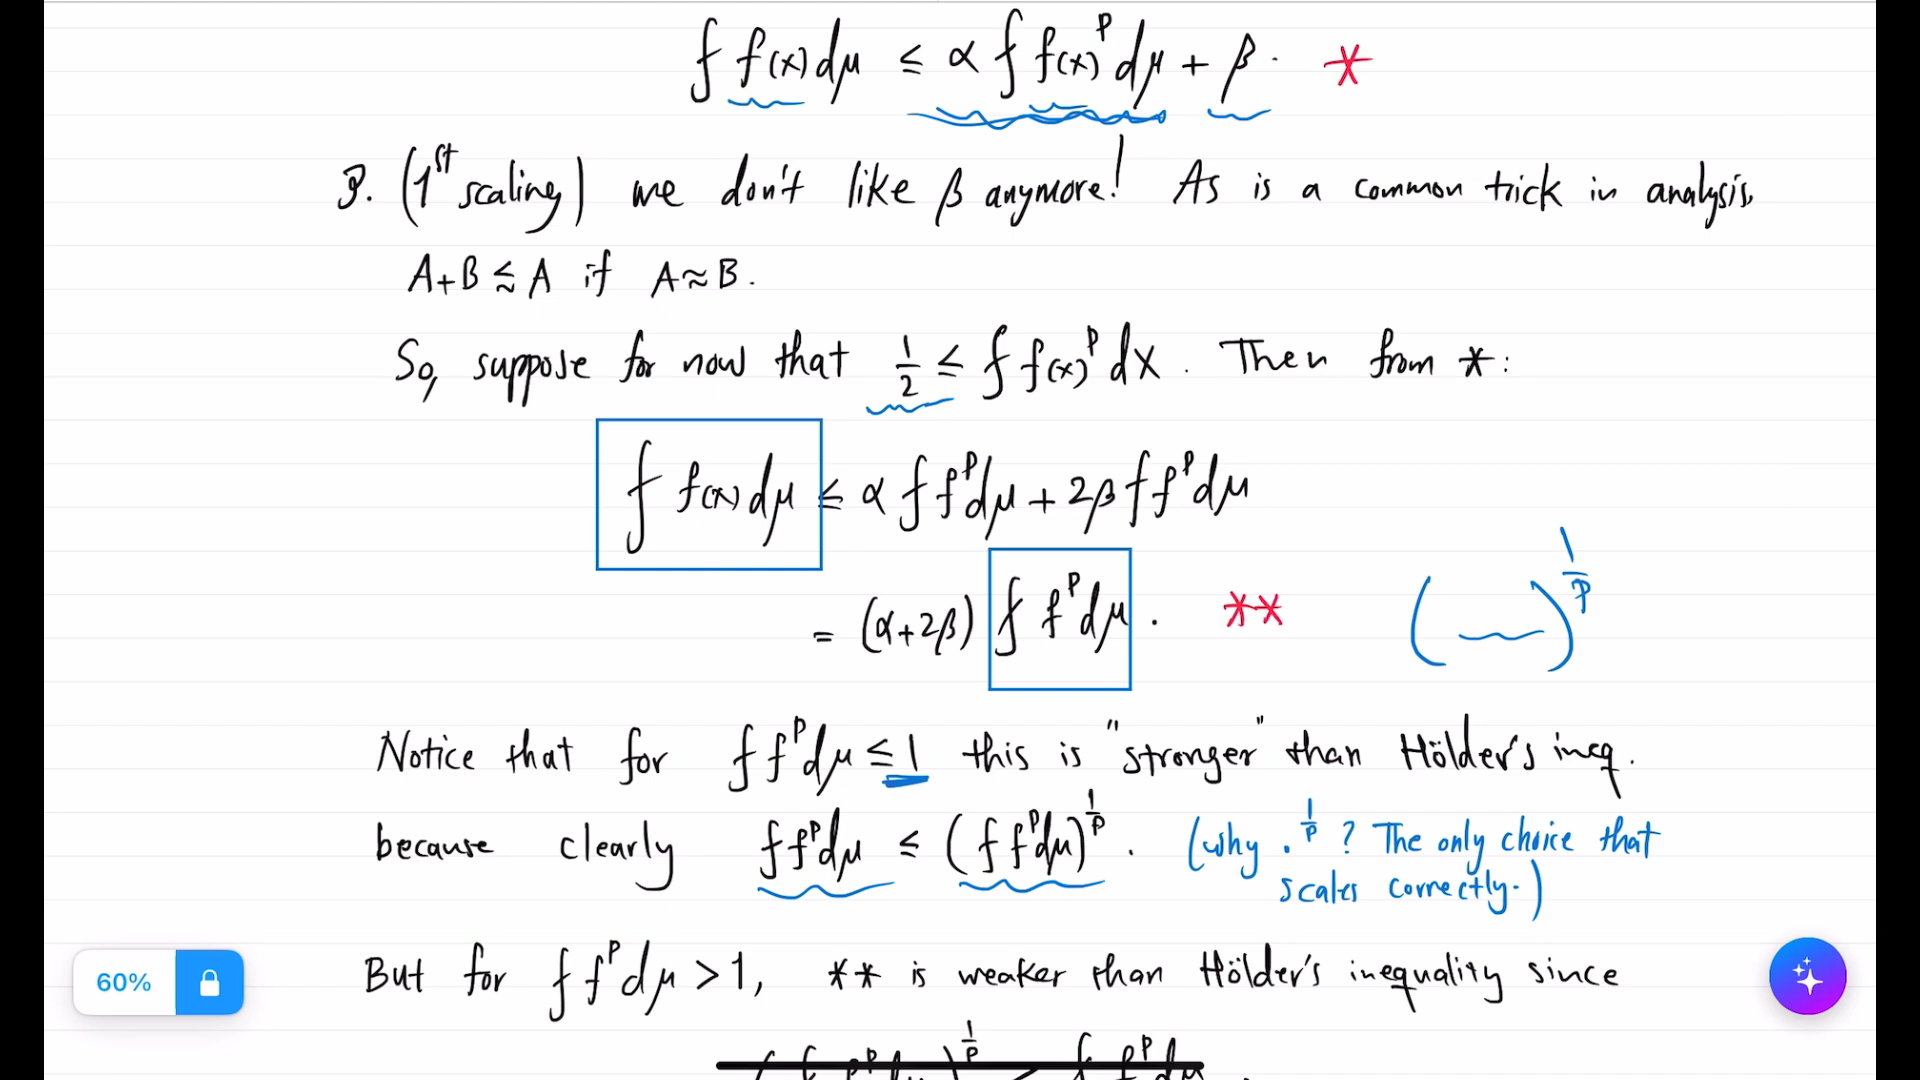 ∫ f(x) dμ ≤ α ∫ f(x)^p dμ + β. *
3. (1st scaling) we don't like β anymore! As is a common trick in analysis,
A+B ≲ A if A≈B.
So, suppose for now that 1/2 ≤ ∫ f(x)^p dx. Then from *:
∫ f(x) dμ ≤ α ∫ f^p dμ + 2β ∫ f^p dμ
= (α+2β) ∫ f^p dμ. ** ( )^{1/p}
Notice that for ∫ f^p dμ ≤ 1 this is "stronger" than Hölder's ineq.
because clearly ∫ f^p dμ ≤ (∫ f^p dμ)^{1/p}. (why .^{1/p} ? The only choice that
scales correctly.)
But for ∫ f^p dμ > 1, ** is weaker than Hölder's inequality since
60%